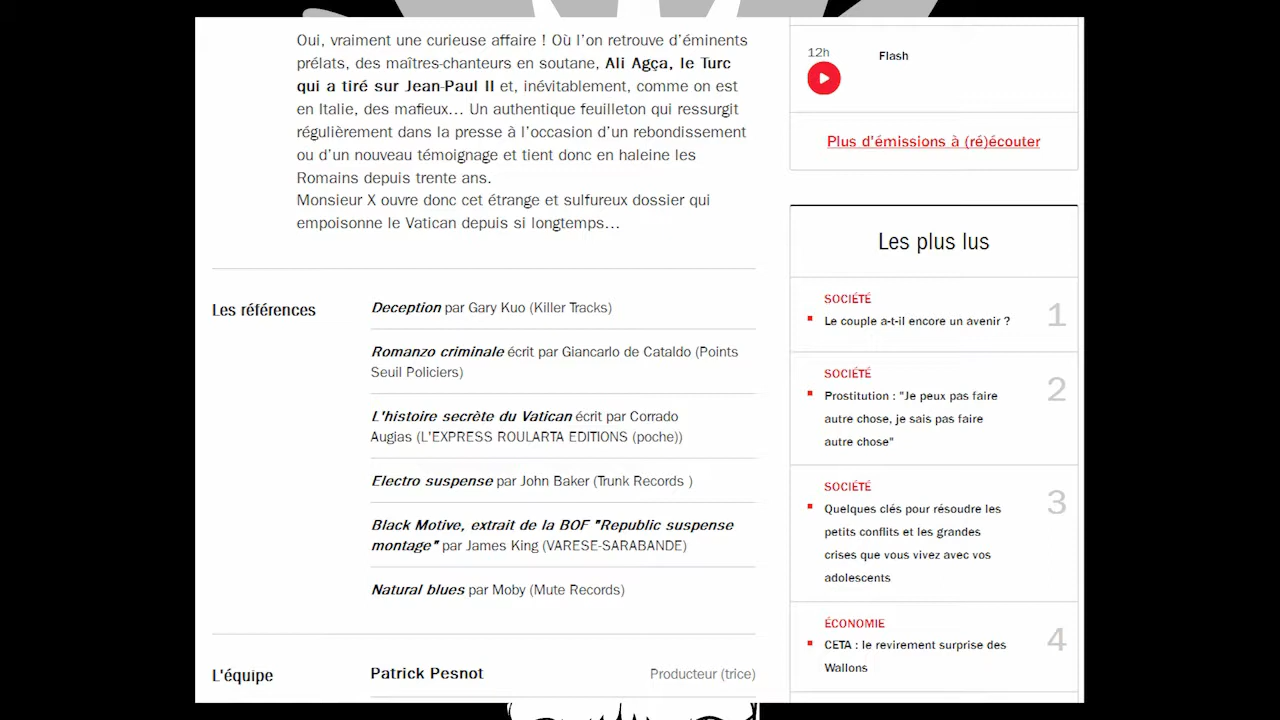 Oui, vraiment une curieuse affaire ! Où l'on retrouve d'éminents
prélats, des maîtres-chanteurs en soutane, Ali Agça, le Turc
qui a tiré sur Jean-Paul II et, inévitablement, comme on est
en Italie, des mafieux... Un authentique feuilleton qui ressurgit
régulièrement dans la presse à l'occasion d'un rebondissement
ou d'un nouveau témoignage et tient donc en haleine les
Romains depuis trente ans.
Monsieur X ouvre donc cet étrange et sulfureux dossier qui
empoisonne le Vatican depuis si longtemps...
Les références
Deception par Gary Kuo (Killer Tracks)
Romanzo criminale écrit par Giancarlo de Cataldo (Points
Seuil Policiers)
L'histoire secrète du Vatican écrit par Corrado
Augias (L'EXPRESS ROULARTA EDITIONS (poche))
Electro suspense par John Baker (Trunk Records )
Black Motive, extrait de la BOF "Republic suspense
montage" par James King (VARESE-SARABANDE)
Natural blues par Moby (Mute Records)
L'équipe
Patrick Pesnot
Producteur (trice)
12h
Flash
Plus d'émissions à (ré)écouter
Les plus lus
SOCIÉTÉ
Le couple a-t-il encore un avenir ?
1
SOCIÉTÉ
Prostitution : "Je peux pas faire
autre chose, je sais pas faire
autre chose"
2
SOCIÉTÉ
Quelques clés pour résoudre les
petits conflits et les grandes
crises que vous vivez avec vos
adolescents
3
ÉCONOMIE
CETA : le revirement surprise des
Wallons
4